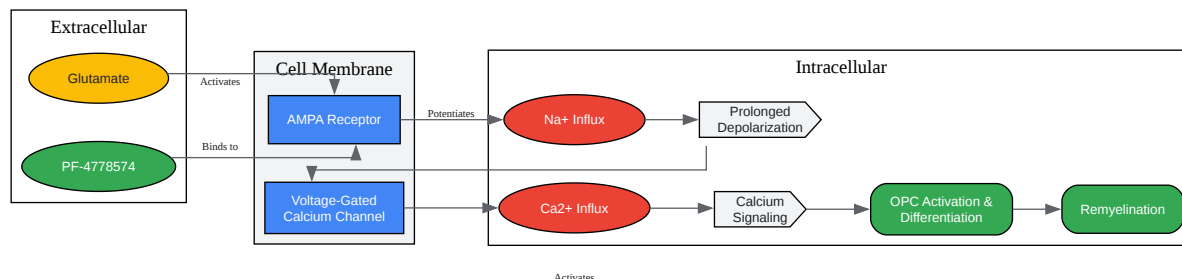 Extracellular
Glutamate
PF-4778574
Activates
Binds to
Cell Membrane
AMPA Receptor
Voltage-Gated
Calcium Channel
Potentiates
Intracellular
Na+ Influx
Prolonged
Depolarization
Ca2+ Influx
Calcium
Signaling
OPC Activation &
Differentiation
Remyelination
Activates